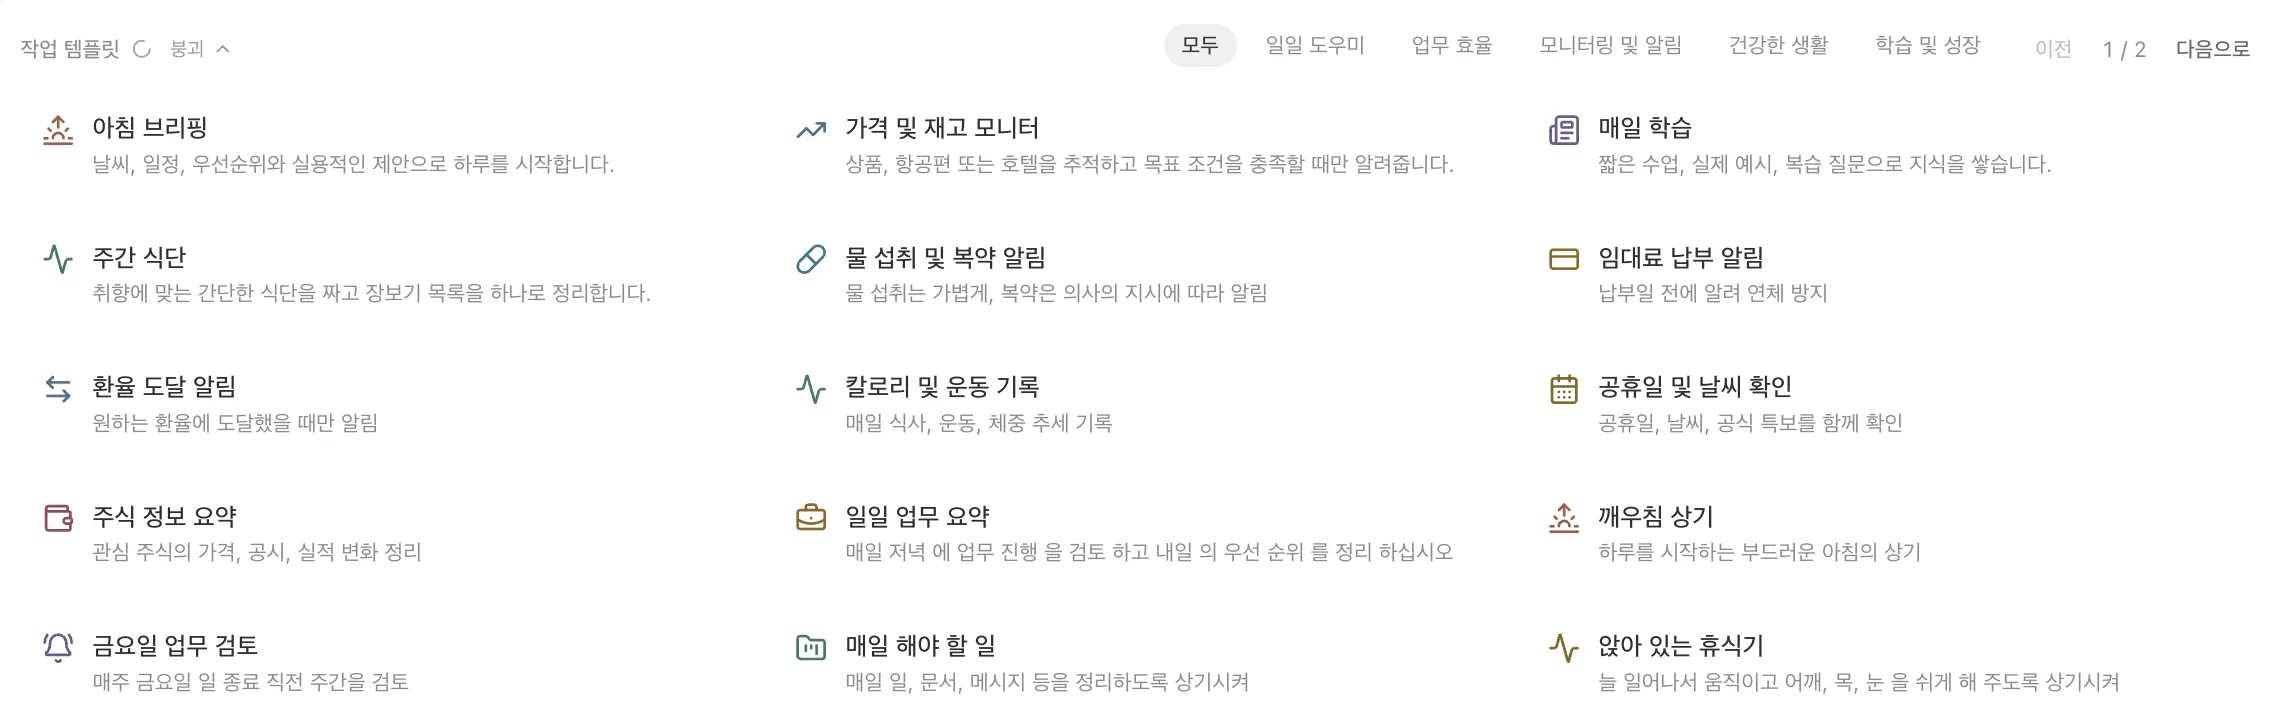 작업 템플릿 붕괴
모두 일일 도우미 업무 효율 모니터링 및 알림 건강한 생활 학습 및 성장 이전 1 / 2 다음으로
아침 브리핑
날씨, 일정, 우선순위와 실용적인 제안으로 하루를 시작합니다.
가격 및 재고 모니터
상품, 항공편 또는 호텔을 추적하고 목표 조건을 충족할 때만 알려줍니다.
매일 학습
짧은 수업, 실제 예시, 복습 질문으로 지식을 쌓습니다.
주간 식단
취향에 맞는 간단한 식단을 짜고 장보기 목록을 하나로 정리합니다.
물 섭취 및 복약 알림
물 섭취는 가볍게, 복약은 의사의 지시에 따라 알림
임대료 납부 알림
납부일 전에 알려 연체 방지
환율 도달 알림
원하는 환율에 도달했을 때만 알림
칼로리 및 운동 기록
매일 식사, 운동, 체중 추세 기록
공휴일 및 날씨 확인
공휴일, 날씨, 공식 특보를 함께 확인
주식 정보 요약
관심 주식의 가격, 공시, 실적 변화 정리
일일 업무 요약
매일 저녁 에 업무 진행 을 검토 하고 내일 의 우선 순위 를 정리 하십시오
깨우침 상기
하루를 시작하는 부드러운 아침의 상기
금요일 업무 검토
매주 금요일 일 종료 직전 주간을 검토
매일 해야 할 일
매일 일, 문서, 메시지 등을 정리하도록 상기시켜
앉아 있는 휴식기
늘 일어나서 움직이고 어깨, 목, 눈 을 쉬게 해 주도록 상기시켜